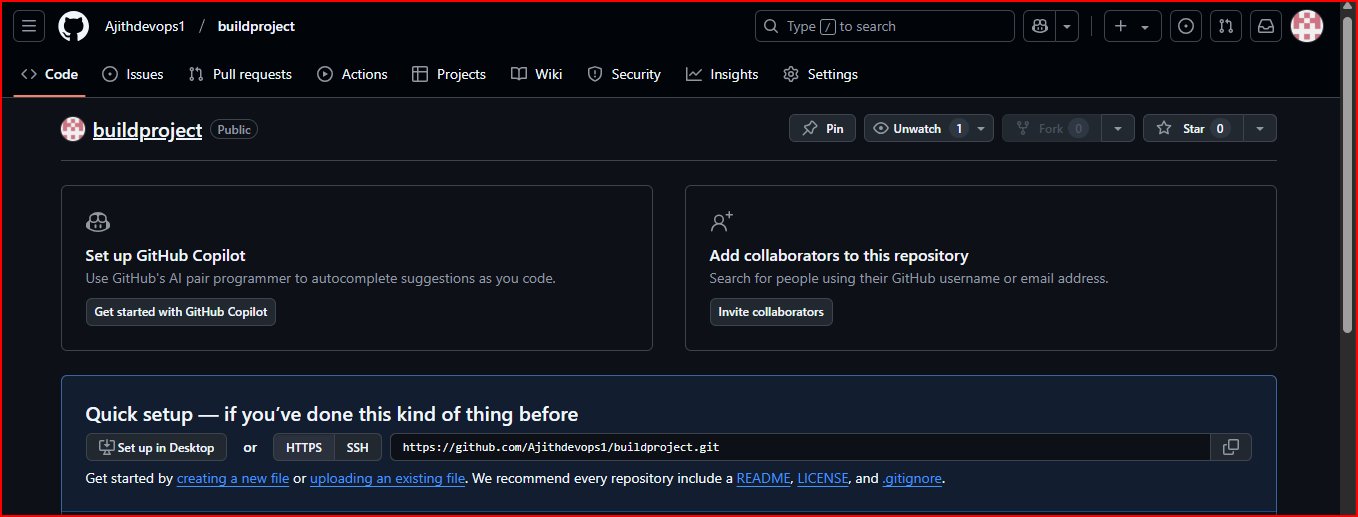 Ajithdevops1 / buildproject
Type / to search
Code Issues Pull requests Actions Projects Wiki Security Insights Settings
buildproject Public
Pin Unwatch 1 Fork 0 Star 0
Set up GitHub Copilot
Use GitHub's AI pair programmer to autocomplete suggestions as you code.
Get started with GitHub Copilot
Add collaborators to this repository
Search for people using their GitHub username or email address.
Invite collaborators
Quick setup — if you’ve done this kind of thing before
Set up in Desktop or HTTPS SSH https://github.com/Ajithdevops1/buildproject.git
Get started by creating a new file or uploading an existing file. We recommend every repository include a README, LICENSE, and .gitignore.